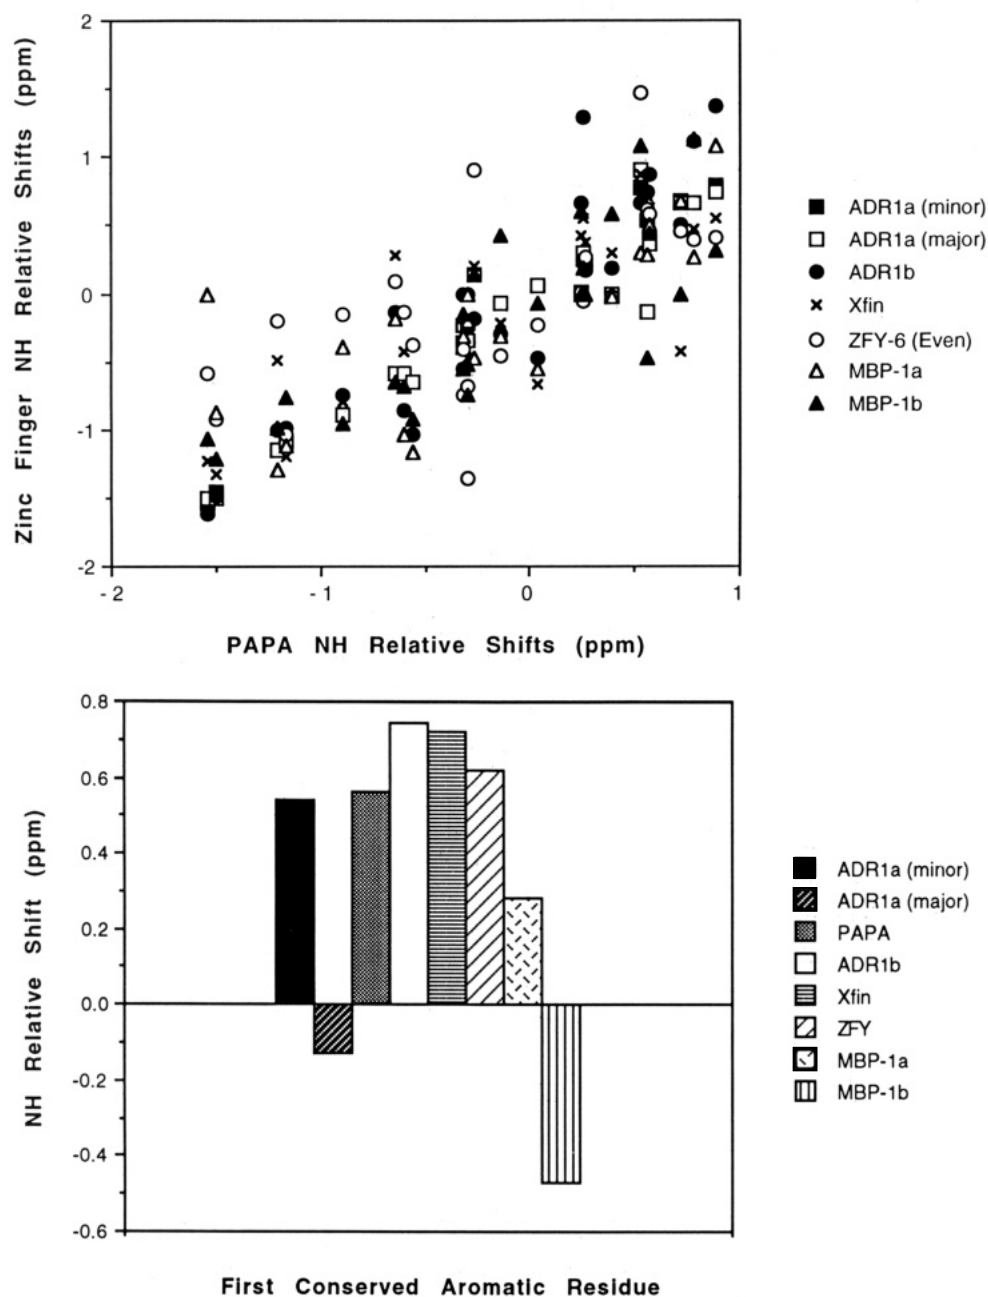 Zinc Finger NH Relative Shifts (ppm)
2
1
0
-1
-2
-2
-1
0
1
PAPA NH Relative Shifts (ppm)
ADR1a (minor)
ADR1a (major)
ADR1b
Xfin
ZFY-6 (Even)
MBP-1a
MBP-1b
NH Relative Shift (ppm)
0.8
0.6
0.4
0.2
0.0
-0.2
-0.4
-0.6
First Conserved Aromatic Residue
ADR1a (minor)
ADR1a (major)
PAPA
ADR1b
Xfin
ZFY
MBP-1a
MBP-1b